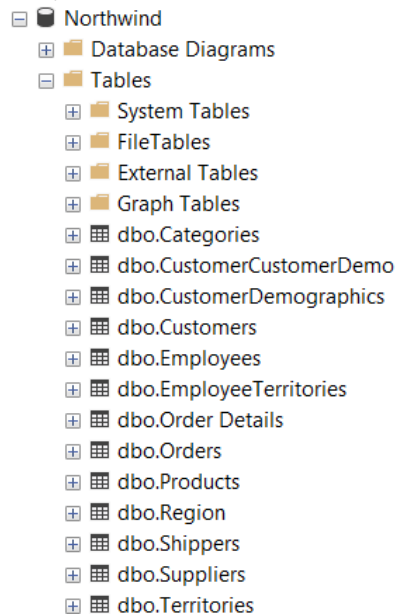 Northwind
Database Diagrams
Tables
System Tables
FileTables
External Tables
Graph Tables
dbo.Categories
dbo.CustomerCustomerDemo
dbo.CustomerDemographics
dbo.Customers
dbo.Employees
dbo.EmployeeTerritories
dbo.Order Details
dbo.Orders
dbo.Products
dbo.Region
dbo.Shippers
dbo.Suppliers
dbo.Territories